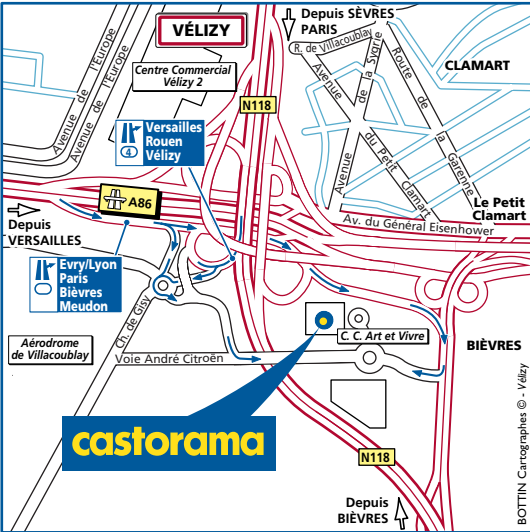 Depuis SÈVRES
PARIS
VÉLIZY
R. de Villacoublay
CLAMART
Avenue de l'Europe
Avenue de l'Europe
Centre Commercial
Vélizy 2
Avenue du Petit Clamart
Avenue de la Sigue
Route de la Garenne
N118
Versailles
Rouen
Vélizy
4
A86
Le Petit
Clamart
Av. du Général Eisenhower
Depuis
VERSAILLES
Evry/Lyon
Paris
Bièvres
Meudon
Ch. de Gisy
Aérodrome
de Villacoublay
C. C. Art et Vivre
BIÈVRES
Voie André Citroën
castorama
N118
Depuis
BIÈVRES
BOTTIN Cartographes © - Vélizy